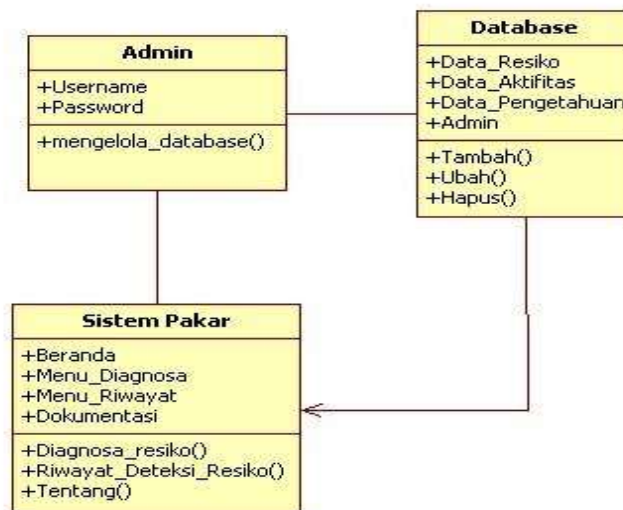 Admin
+Username
+Password
+mengelola_database()
Database
+Data_Resiko
+Data_Aktifitas
+Data_Pengetahuan
+Admin
+Tambah()
+Ubah()
+Hapus()
Sistem Pakar
+Beranda
+Menu_Diagnosa
+Menu_Riwayat
+Dokumentasi
+Diagnosa_resiko()
+Riwayat_Deteksi_Resiko()
+Tentang()